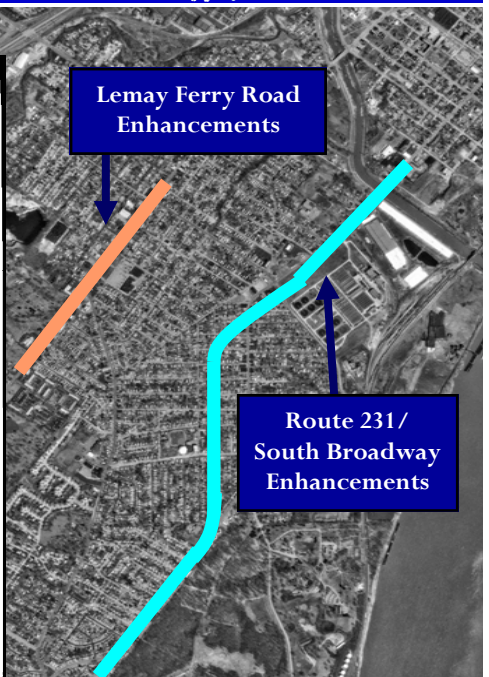 Lemay Ferry Road
Enhancements
Route 231/
South Broadway
Enhancements